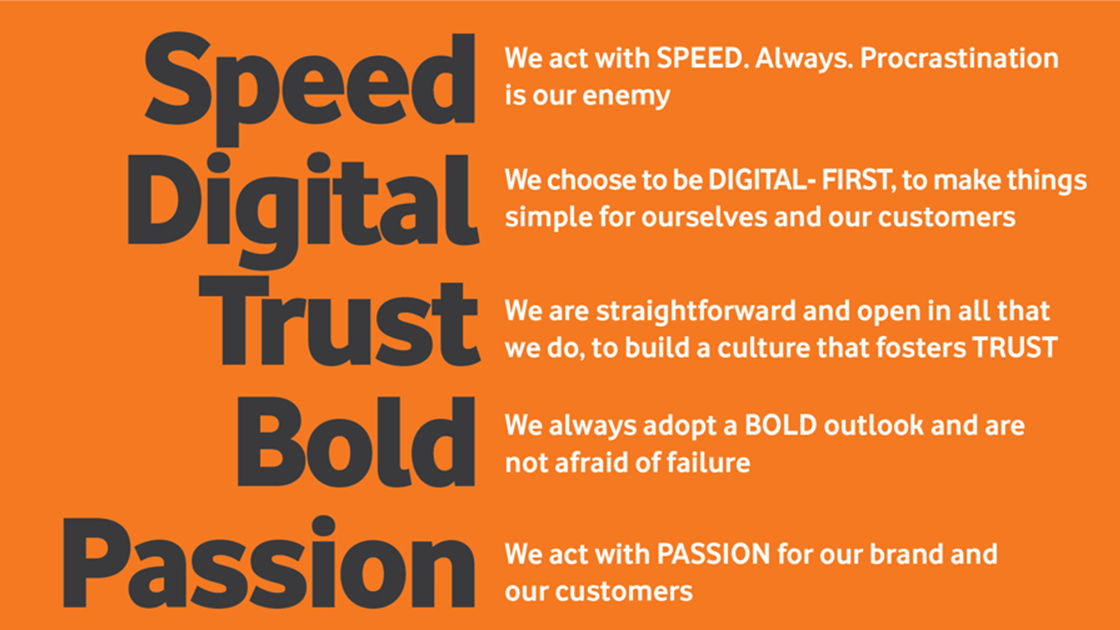 Speed
We act with SPEED. Always. Procrastination
is our enemy
Digital
We choose to be DIGITAL- FIRST, to make things
simple for ourselves and our customers
Trust
We are straightforward and open in all that
we do, to build a culture that fosters TRUST
Bold
We always adopt a BOLD outlook and are
not afraid of failure
Passion
We act with PASSION for our brand and
our customers